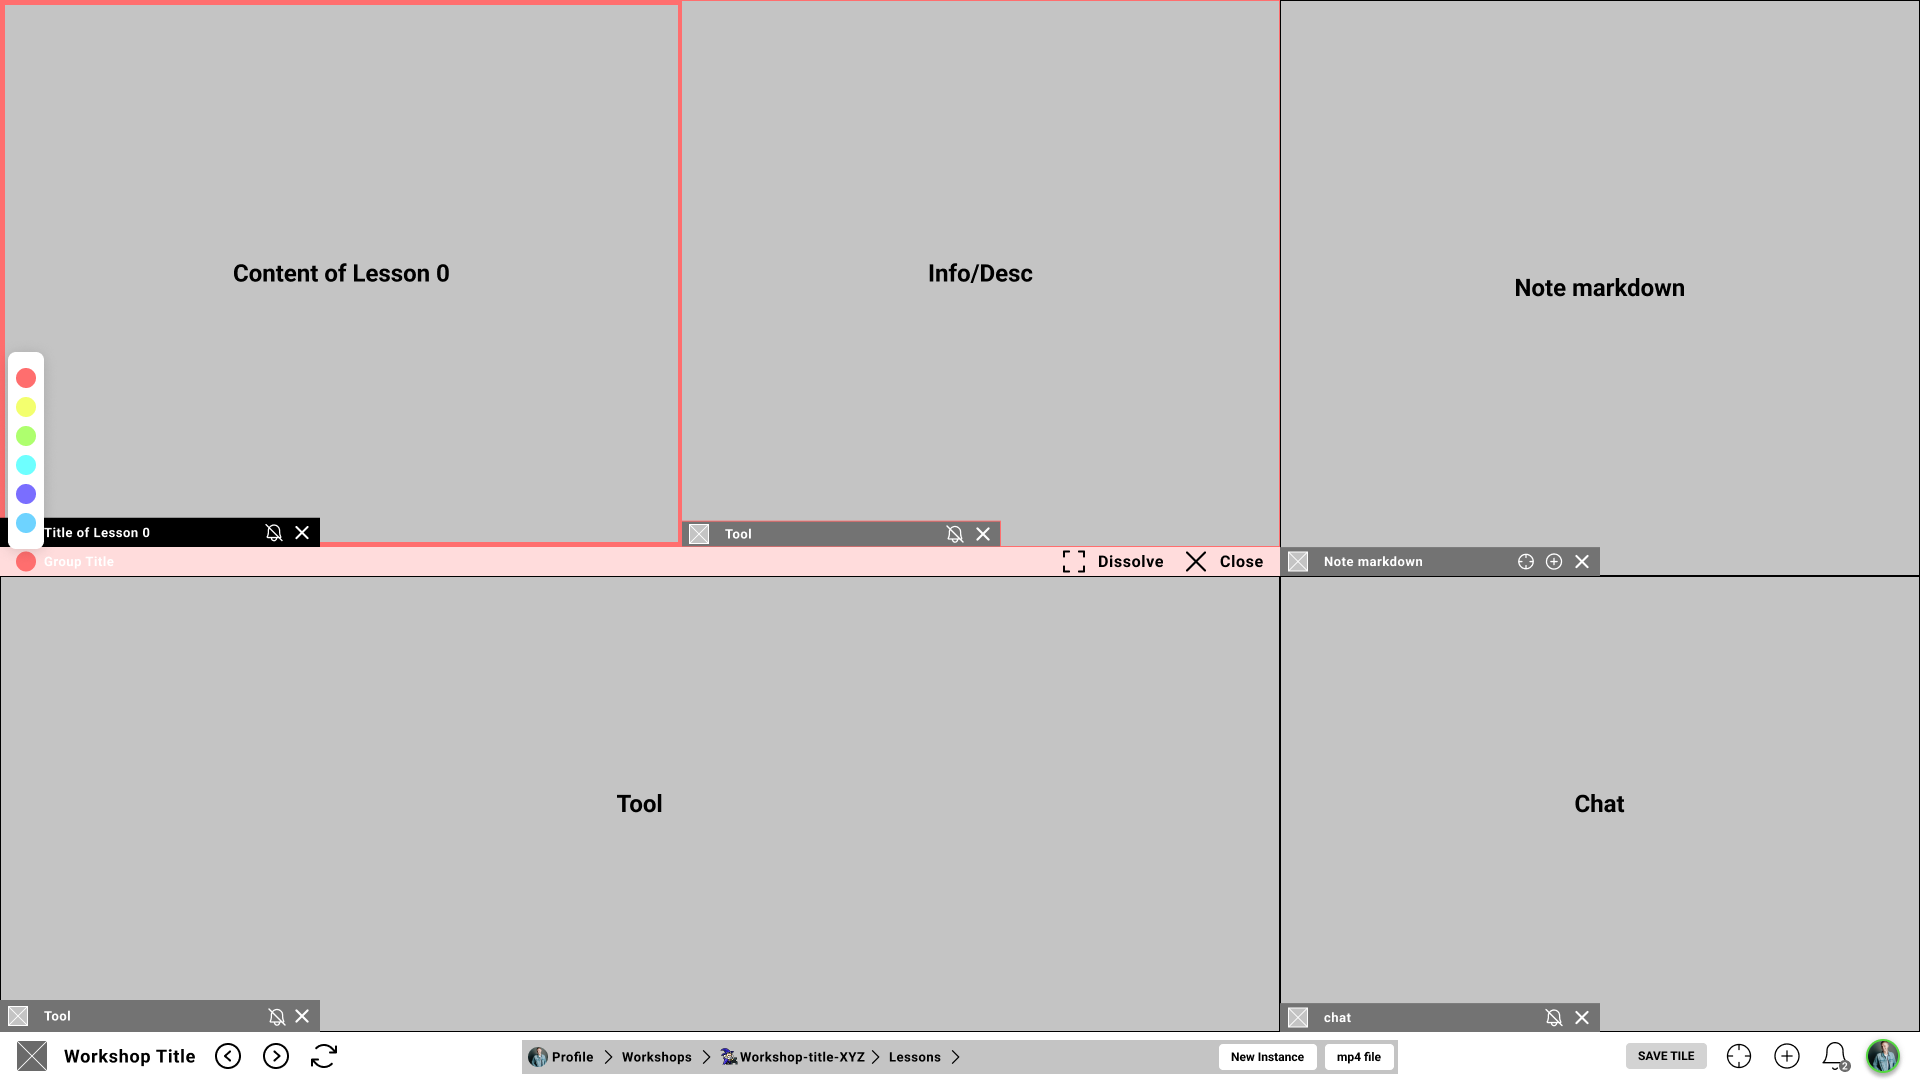 Content of Lesson 0
Info/Desc
Note markdown
Title of Lesson 0
Tool
Group Title
Dissolve
Close
Note markdown
Tool
Chat
Tool
chat
Workshop Title
Profile
Workshops
Workshop-title-XYZ
Lessons
New Instance
mp4 file
SAVE TILE
2